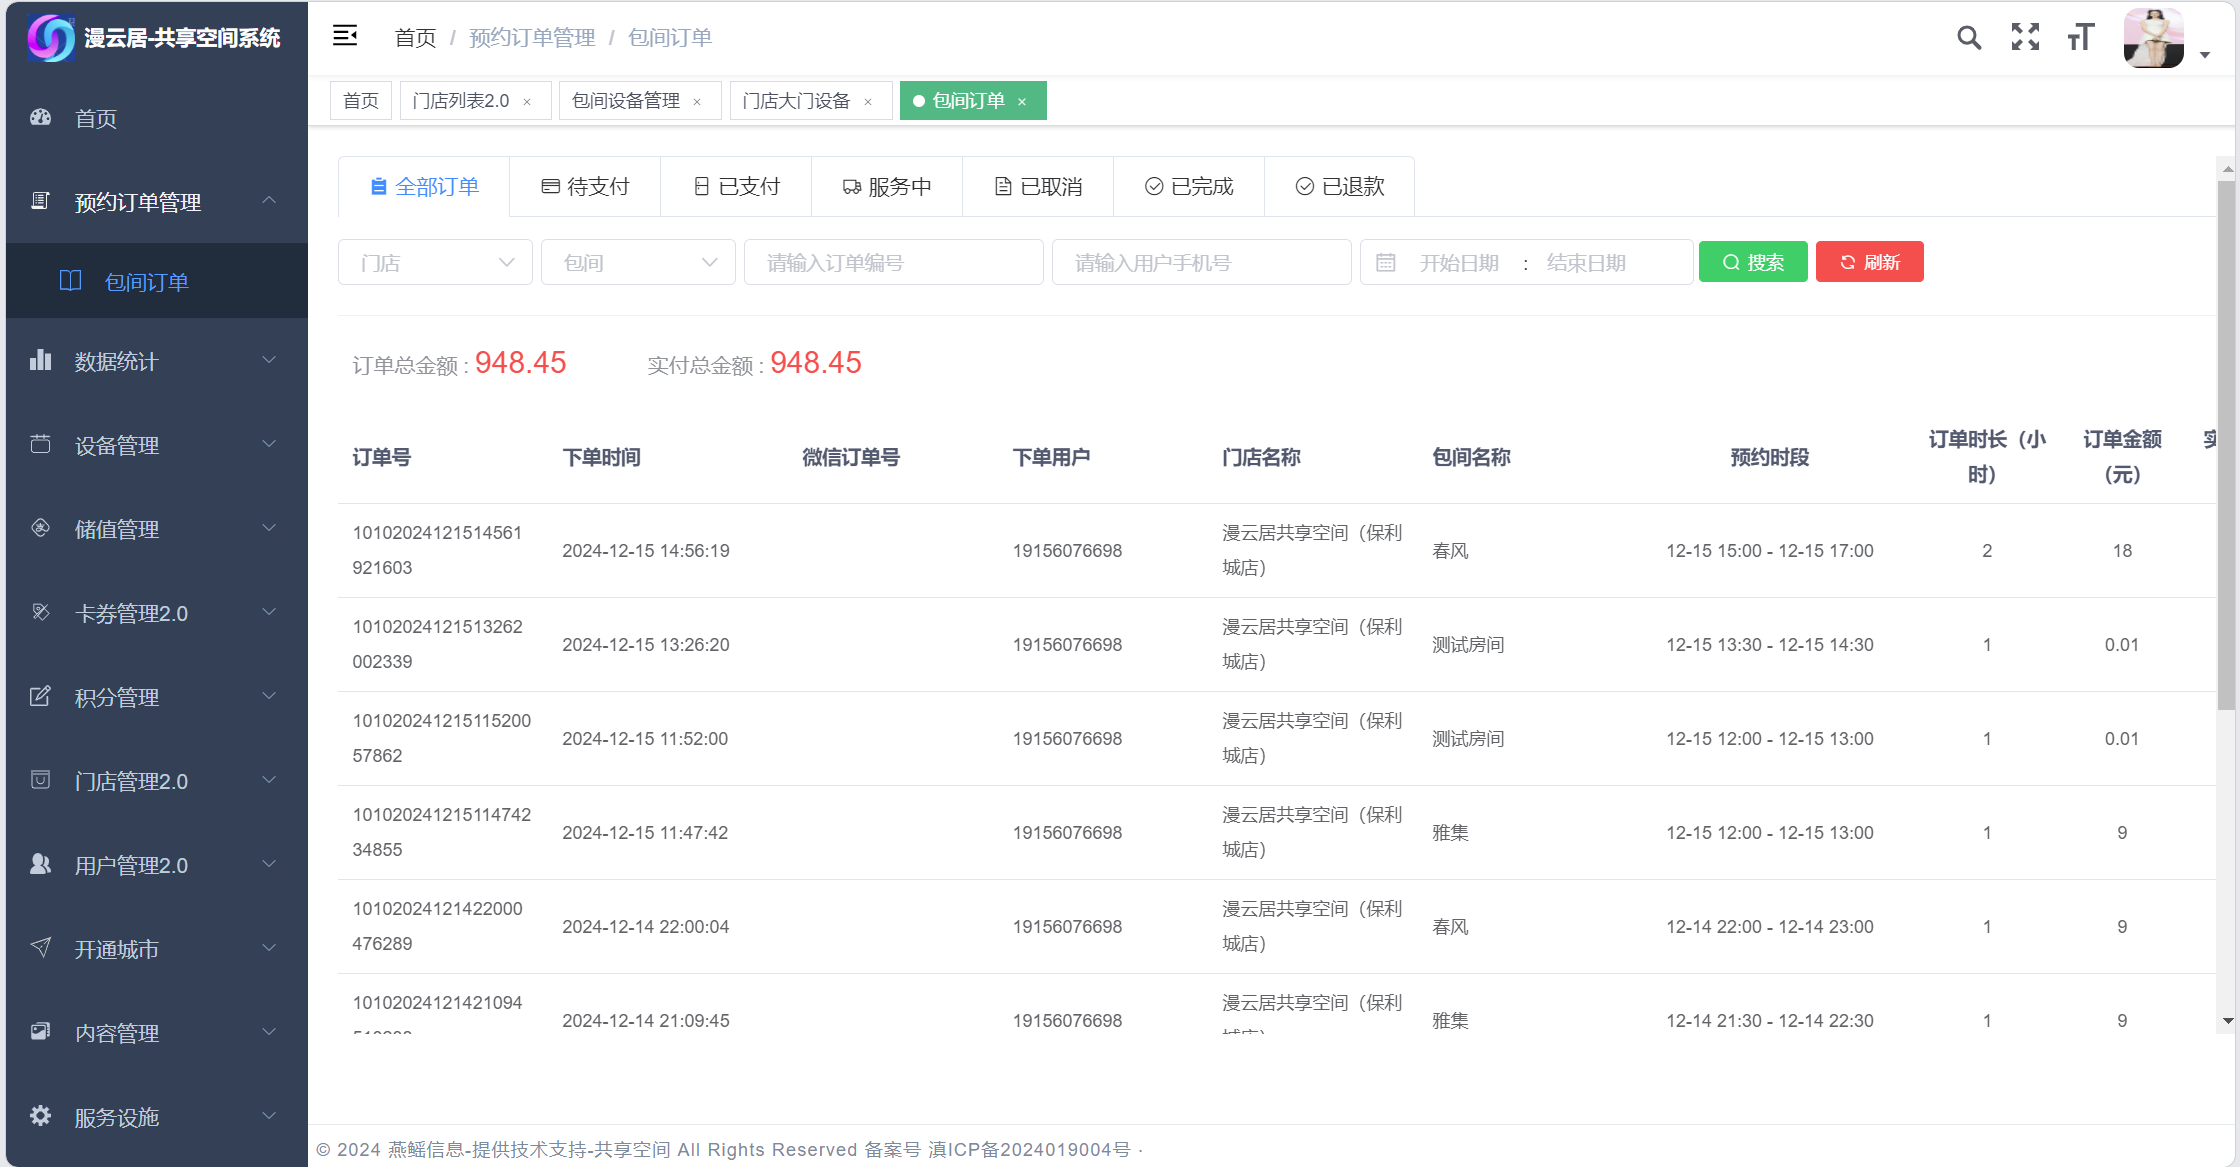 漫云居-共享空间系统
首页 / 预约订单管理 / 包间订单
首页
门店列表2.0 ×
包间设备管理 ×
门店大门设备 ×
包间订单 ×
首页
预约订单管理
包间订单
数据统计
设备管理
储值管理
卡券管理2.0
积分管理
门店管理2.0
用户管理2.0
开通城市
内容管理
服务设施
全部订单
待支付
已支付
服务中
已取消
已完成
已退款
门店
包间
请输入订单编号
请输入用户手机号
开始日期 : 结束日期
搜索
刷新
订单总金额 : 948.45
实付总金额 : 948.45
订单号 下单时间 微信订单号 下单用户 门店名称 包间名称 预约时段 订单时长（小 订单金额 实
时） （元）
10102024121514561 2024-12-15 14:56:19 19156076698 漫云居共享空间（保利 春风 12-15 15:00 - 12-15 17:00 2 18
921603 城店）
10102024121513262 2024-12-15 13:26:20 19156076698 漫云居共享空间（保利 测试房间 12-15 13:30 - 12-15 14:30 1 0.01
002339 城店）
101020241215115200 2024-12-15 11:52:00 19156076698 漫云居共享空间（保利 测试房间 12-15 12:00 - 12-15 13:00 1 0.01
57862 城店）
101020241215114742 2024-12-15 11:47:42 19156076698 漫云居共享空间（保利 雅集 12-15 12:00 - 12-15 13:00 1 9
34855 城店）
10102024121422000 2024-12-14 22:00:04 19156076698 漫云居共享空间（保利 春风 12-14 22:00 - 12-14 23:00 1 9
476289 城店）
10102024121421094 2024-12-14 21:09:45 19156076698 漫云居共享空间（保利 雅集 12-14 21:30 - 12-14 22:30 1 9
© 2024 燕鳐信息-提供技术支持-共享空间 All Rights Reserved 备案号 滇ICP备2024019004号 ·